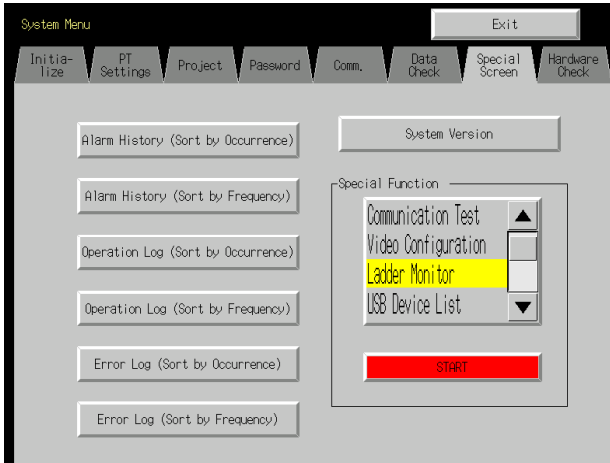 System Menu
Exit
Initia-
lize
PT
Settings
Project
Password
Comm.
Data
Check
Special
Screen
Hardware
Check
Alarm History (Sort by Occurrence)
Alarm History (Sort by Frequency)
Operation Log (Sort by Occurrence)
Operation Log (Sort by Frequency)
Error Log (Sort by Occurrence)
Error Log (Sort by Frequency)
System Version
Special Function
Communication Test
Video Configuration
Ladder Monitor
USB Device List
START